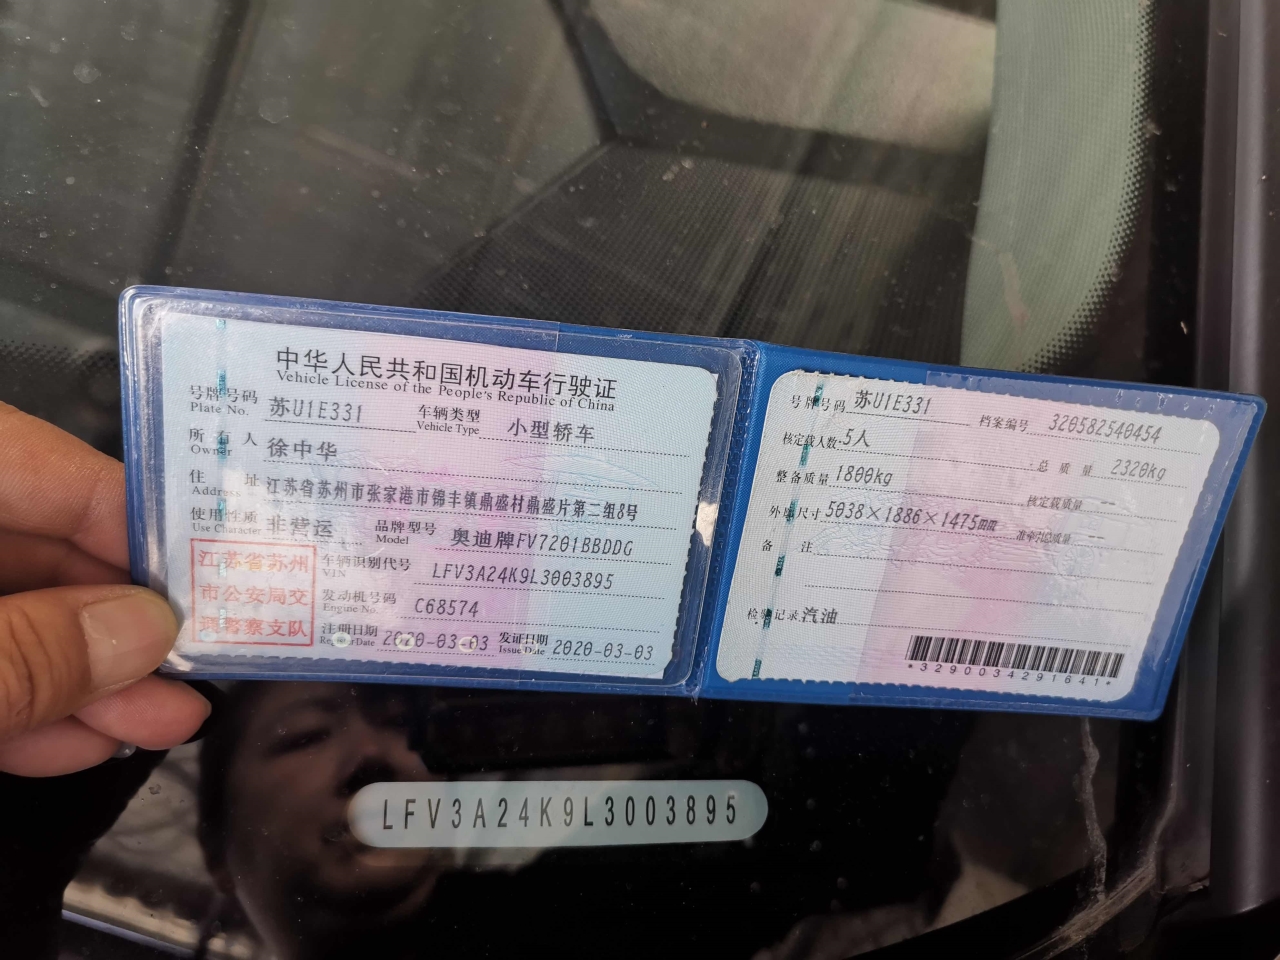 中华人民共和国机动车行驶证
Vehicle License of the People's Republic of China
号牌号码 苏U1E331 车辆类型 小型轿车
Plate No. Vehicle Type
所有人 徐中华
Owner
住址 江苏省苏州市张家港市锦丰镇鼎盛村鼎盛片第二组8号
Address
使用性质 非营运 品牌型号 奥迪牌FV7201BBDDG
Use Character Model
江苏省苏州
市公安局交
通警察支队
车辆识别代号 LFV3A24K9L3003895
VIN
发动机号码 C68574
Engine No.
注册日期 2020-03-03 发证日期 2020-03-03
Register Date Issue Date
号牌号码 苏U1E331 档案编号 320582540454
核定载人数 5人 总质量 2320kg
整备质量 1800kg 核定载质量 --
外廓尺寸 5038×1886×1475mm 准牵引总质量 --
备注
检验记录 汽油
*3290034291641*
LFV3A24K9L3003895